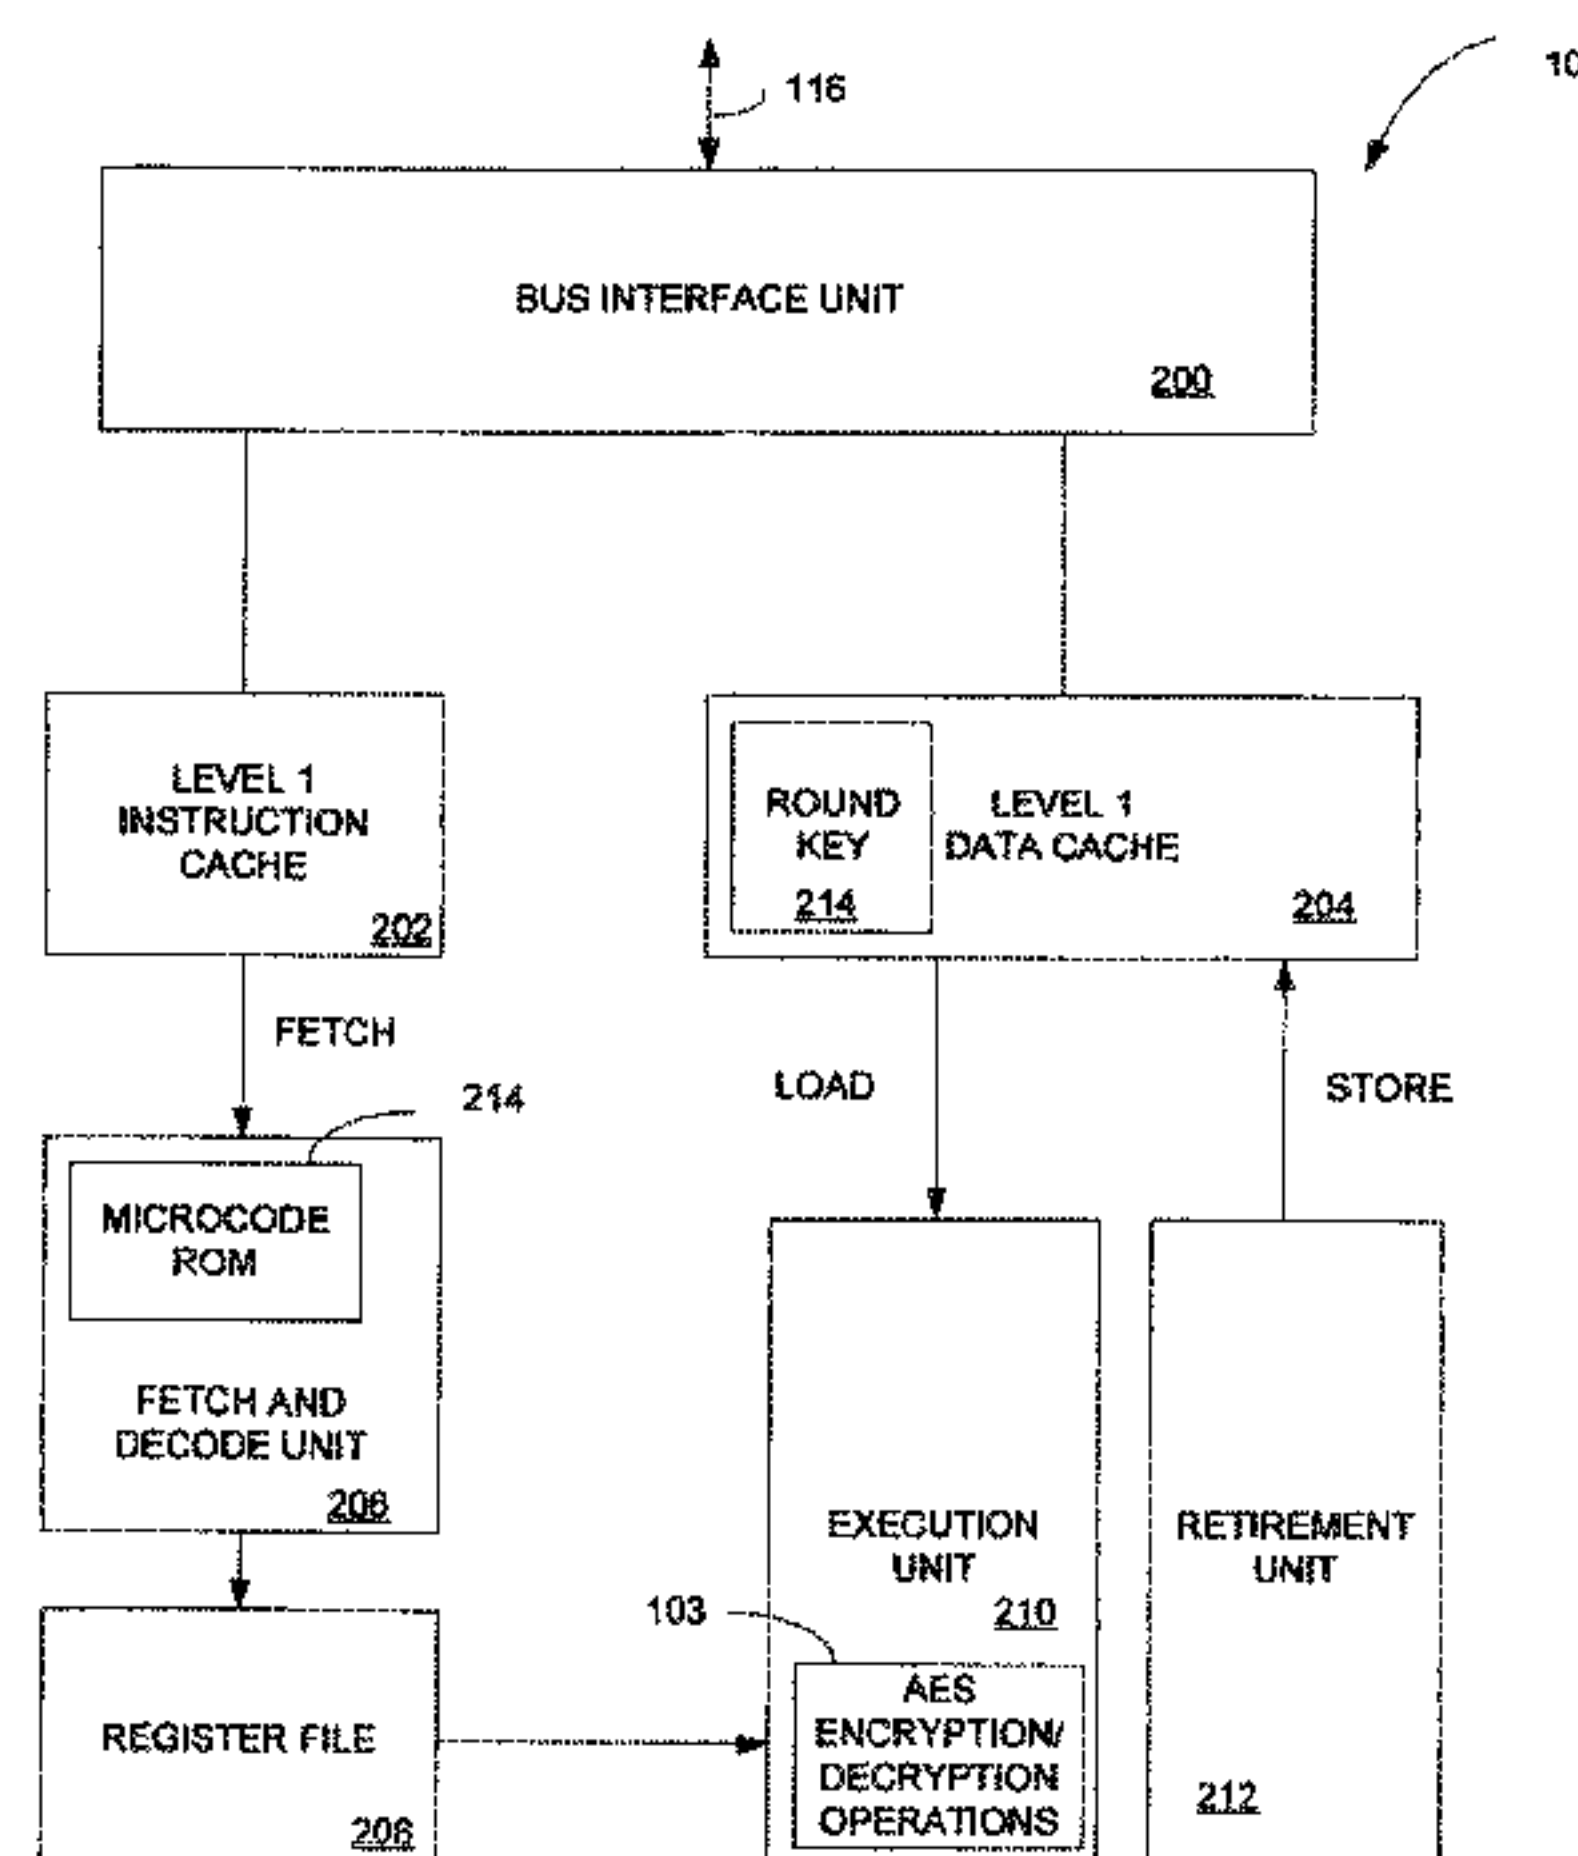 116
10
BUS INTERFACE UNIT
200
LEVEL 1
INSTRUCTION
CACHE
202
ROUND
KEY
214
LEVEL 1
DATA CACHE
204
FETCH
214
LOAD
STORE
MICROCODE
ROM
FETCH AND
DECODE UNIT
206
EXECUTION
UNIT
210
RETIREMENT
UNIT
103
AES
ENCRYPTION/
DECRYPTION
OPERATIONS
REGISTER FILE
212
208